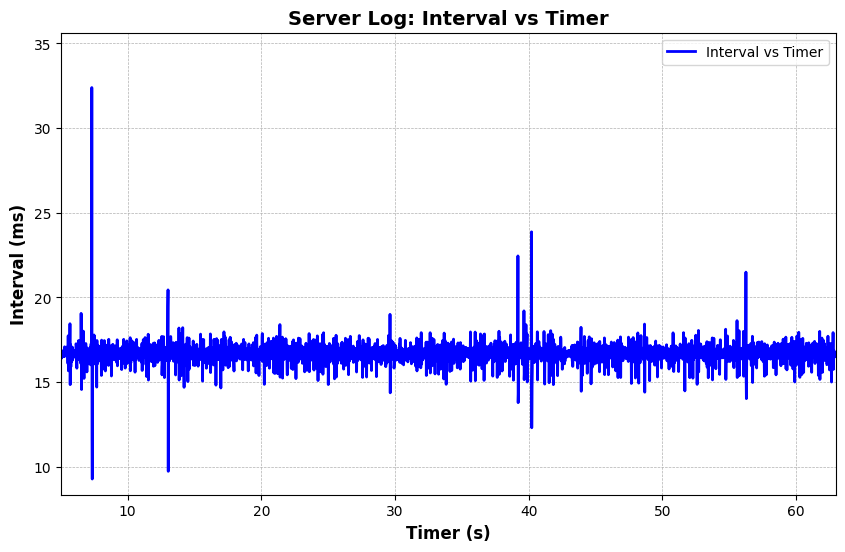 Server Log: Interval vs Timer
Interval vs Timer
35
30
25
20
15
10
Interval (ms)
10 20 30 40 50 60
Timer (s)